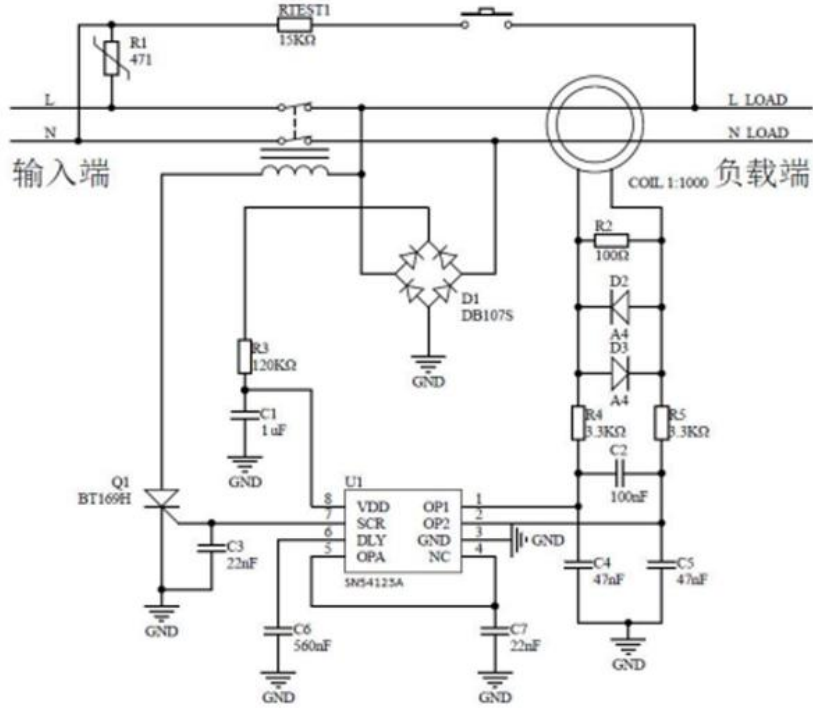 RTEST1
15KΩ
R1
471
L
L LOAD
N
N LOAD
输入端
COIL 1:1000
负载端
R2
100Ω
D1
DB107S
D2
A4
GND
R3
120KΩ
D3
A4
C1
1uF
R4
3.3KΩ
R5
3.3KΩ
GND
C2
100nF
Q1
BT169H
U1
8 VDD OP1 1
7 SCR OP2 2
6 DLY GND 3
5 OPA NC 4
GND
SN54123A
C3
22nF
C4
47nF
C5
47nF
GND
C6
560nF
C7
22nF
GND
GND
GND